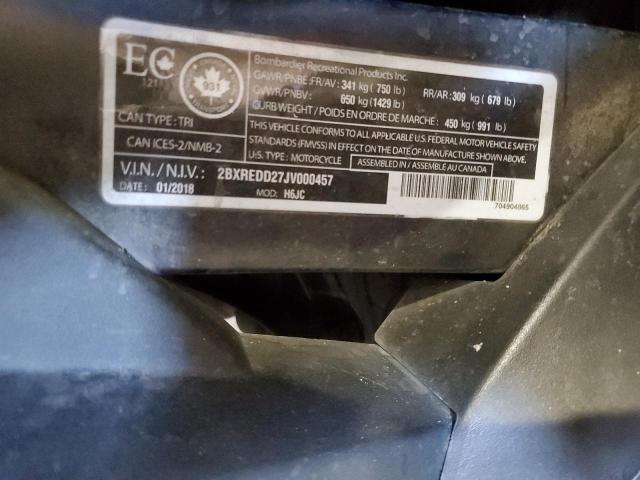 EC
121
931
Bombardier Recreational Products Inc.
GAWR/PNBE:FR/AV: 341 kg ( 750 lb) RR/AR: 309 kg ( 679 lb)
GVWR/PNBV: 650 kg (1429 lb)
CURB WEIGHT / POIDS EN ORDRE DE MARCHE: 450 kg ( 991 lb)
CAN TYPE: TRI
CAN ICES-2/NMB-2
THIS VEHICLE CONFORMS TO ALL APPLICABLE U.S. FEDERAL MOTOR VEHICLE SAFETY
STANDARDS (FMVSS) IN EFFECT ON THE DATE OF MANUFACTURE SHOWN ABOVE
U.S. TYPE: MOTORCYCLE ASSEMBLED IN / ASSEMBLÉ AU CANADA
V.I.N. / N.I.V.: 2BXREDD27JV000457
DATE: 01/2018 MOD: H6JC
704904865